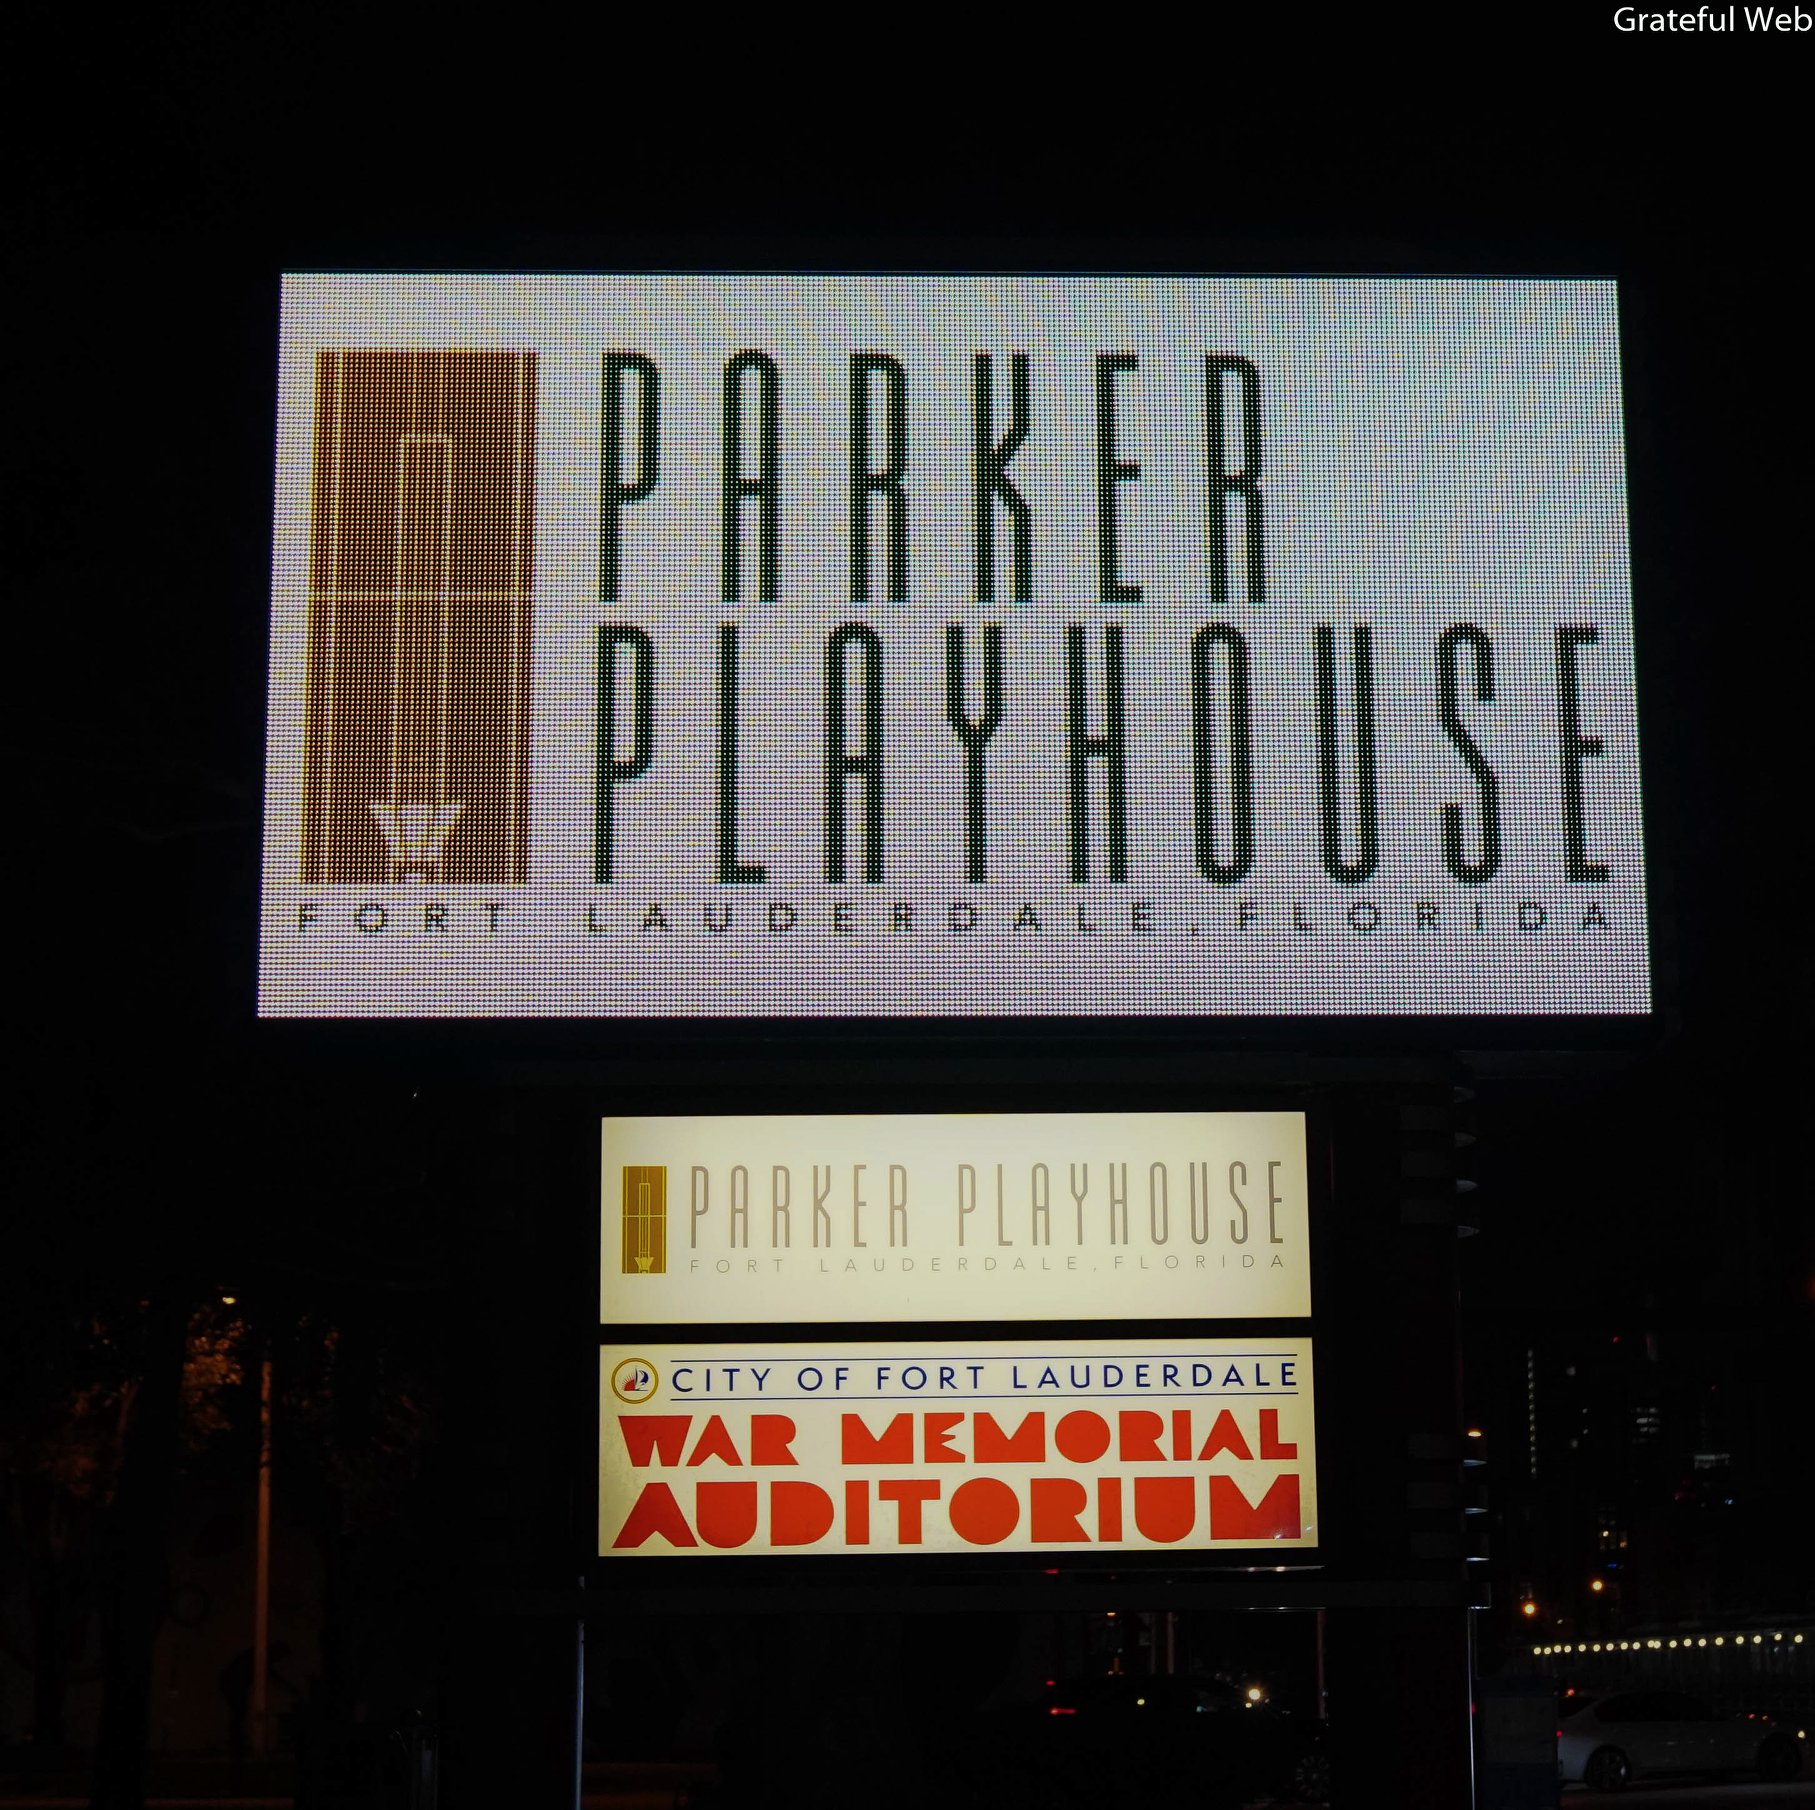 Grateful Web
PARKER
PLAYHOUSE
FORT LAUDERDALE, FLORIDA
PARKER PLAYHOUSE
FORT LAUDERDALE, FLORIDA
CITY OF FORT LAUDERDALE
WAR MEMORIAL
AUDITORIUM